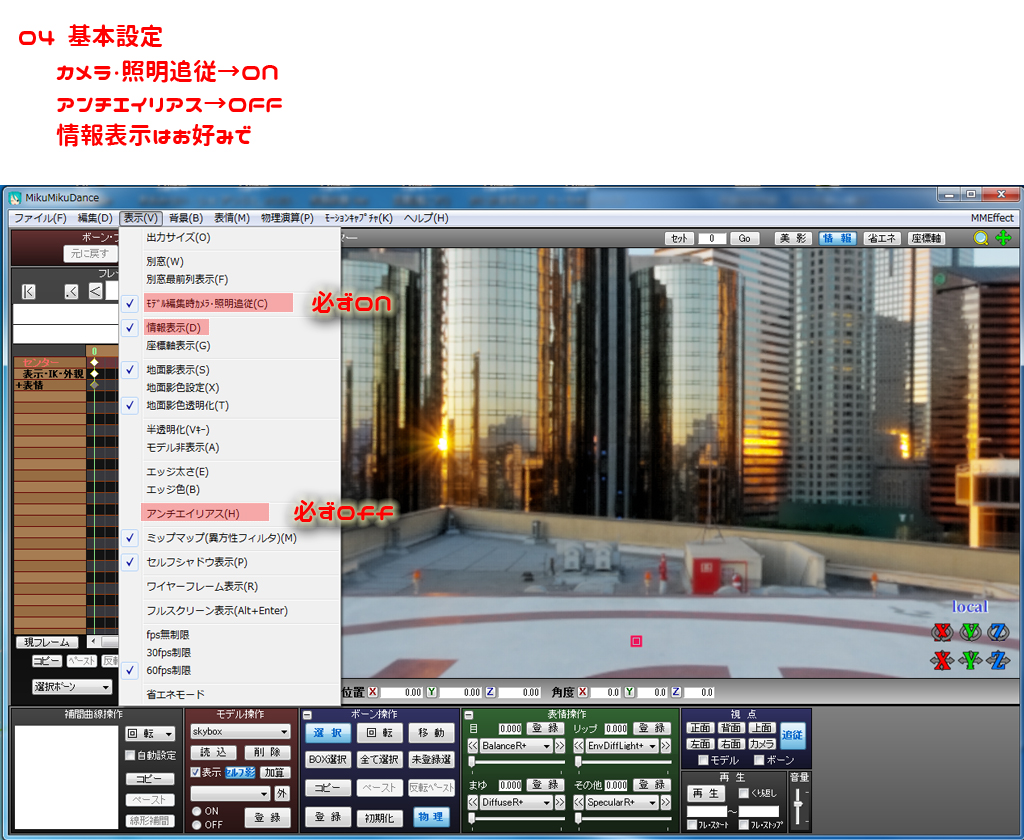 04 基本設定
カメラ・照明追従→ON
アンチエイリアス→OFF
情報表示はお好みで
MikuMikuDance
ファイル(F) 編集(D) 表示(V) 背景(B) 表情(M) 物理演算(P) ﾓｰｼｮﾝｷｬﾌﾟﾁｬ(K) ヘルプ(H) MMEffect
ボーン・フ
元に戻す
ｾｯﾄ 0 Go 美 影 情 報 省エネ 座標軸
フレー
|< .< <
出力サイズ(O)
別窓(W)
別窓最前列表示(F)
ﾓﾃﾞﾙ編集時ｶﾒﾗ･照明追従(C) 必ずON
情報表示(D)
座標軸表示(G)
地面影表示(S)
地面影色設定(X)
地面影色透明化(T)
半透明化(Vｷｰ)
モデル非表示(A)
エッジ太さ(E)
エッジ色(B)
アンチエイリアス(H) 必ずOFF
ミップマップ(異方性フィルタ)(M)
セルフシャドウ表示(P)
ワイヤーフレーム表示(R)
フルスクリーン表示(Alt+Enter)
fps無制限
30fps制限
60fps制限
省エネモード
0
センター
表示・IK・外観
+表情
現フレーム
コピー ﾍﾟｰｽﾄ 反転
選択ﾎﾞｰﾝ
local
X Y Z
X Y Z
位置 X 0.00 Y 0.00 Z 0.00 角度 X 0.0 Y 0.0 Z 0.0
補間曲線操作
回 転
自動設定
コピー
ペースト
線形補間
モデル操作
skybox
読 込 削 除
表示 ｾﾙﾌ影 加算
外
ON
OFF
登 録
ボーン操作
選 択 回 転 移 動
BOX選択 全て選択 未登録選
コピー ペースト 反転ﾍﾟｰｽﾄ
登 録 初期化 物 理
表情操作
目 0.000 登 録 リップ 0.000 登 録
<< BalanceR+ >> << EnvDiffLight+ >>
まゆ 0.000 登 録 その他 0.000 登 録
<< DiffuseR+ >> << SpecularR+ >>
視 点
正面 背面 上面 追従
左面 右面 カメラ
モデル ボーン
再 生
再 生 くり返し
～
ﾌﾚ･ｽﾀｰﾄ ﾌﾚ･ｽﾄｯﾌﾟ
音量